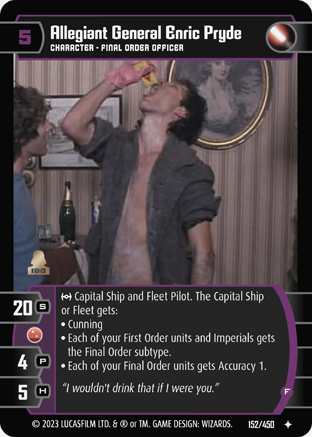 5 Allegiant General Enric Pryde
CHARACTER - FINAL ORDER OFFICER
IDC
20 S
4 P
5 H
Capital Ship and Fleet Pilot. The Capital Ship
or Fleet gets:
• Cunning
• Each of your First Order units and Imperials gets
the Final Order subtype.
• Each of your Final Order units gets Accuracy 1.
"I wouldn't drink that if I were you."
F
© 2023 LUCASFILM LTD. & ® or TM. GAME DESIGN: WIZARDS. 152/450